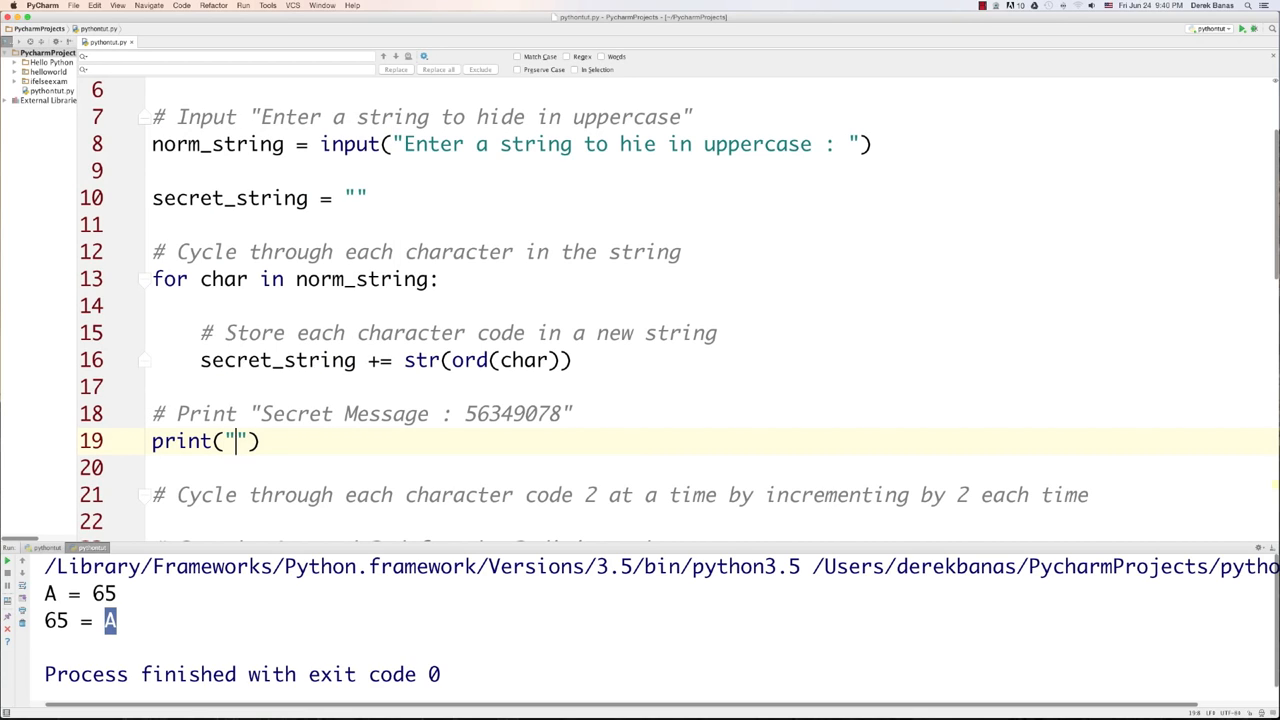 PyCharm File Edit View Navigate Code Refactor Run Tools VCS Window Help
10 Fri Jun 24 9:40 PM Derek Banas
pythontut.py - PycharmProjects - [~/PycharmProjects]
PycharmProjects pythontut.py
pythontut
pythontut.py
PycharmProject
Hello Python
helloworld
ifelseexam
pythontut.py
External Librarie
Match Case Regex Words
Replace Replace all Exclude Preserve Case In Selection
6
7 # Input "Enter a string to hide in uppercase"
8 norm_string = input("Enter a string to hie in uppercase : ")
9
10 secret_string = ""
11
12 # Cycle through each character in the string
13 for char in norm_string:
14
15 # Store each character code in a new string
16 secret_string += str(ord(char))
17
18 # Print "Secret Message : 56349078"
19 print("")
20
21 # Cycle through each character code 2 at a time by incrementing by 2 each time
22
Run: pythontut pythontut
/Library/Frameworks/Python.framework/Versions/3.5/bin/python3.5 /Users/derekbanas/PycharmProjects/pytho
A = 65
65 = A
Process finished with exit code 0
19:8 LF÷ UTF-8÷